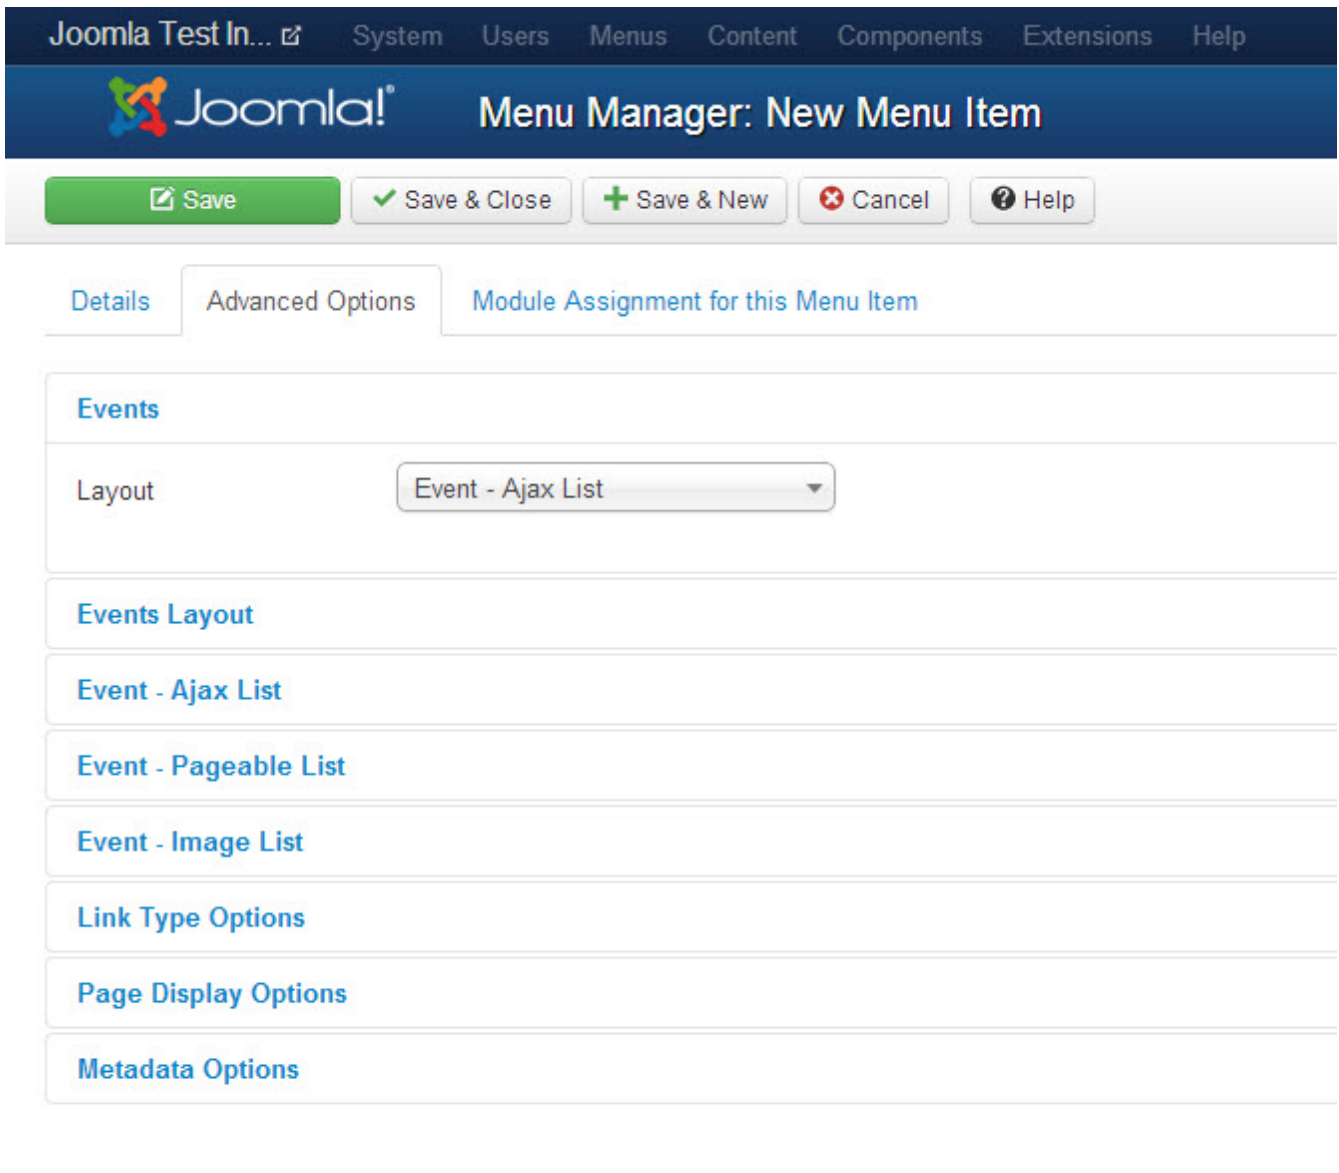 Joomla Test In... System Users Menus Content Components Extensions Help
Joomla!® Menu Manager: New Menu Item
Save Save & Close Save & New Cancel Help
Details Advanced Options Module Assignment for this Menu Item
Events
Layout Event - Ajax List
Events Layout
Event - Ajax List
Event - Pageable List
Event - Image List
Link Type Options
Page Display Options
Metadada Options